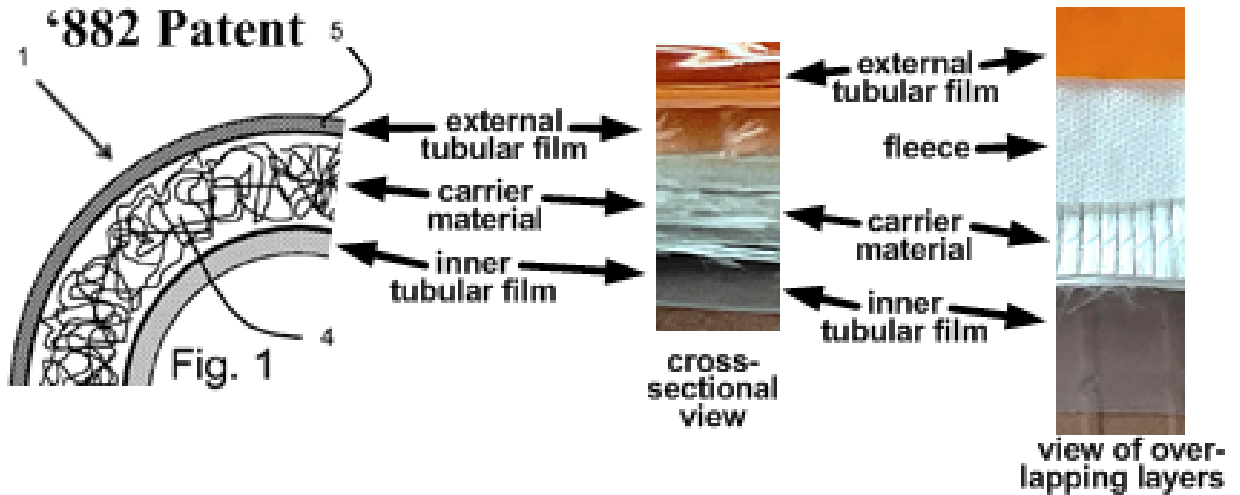 ‘882 Patent
1
5
external
tubular film
carrier
material
inner
tubular film
4
Fig. 1
external
tubular film
fleece
carrier
material
inner
tubular film
cross-
sectional
view
view of over-
lapping layers